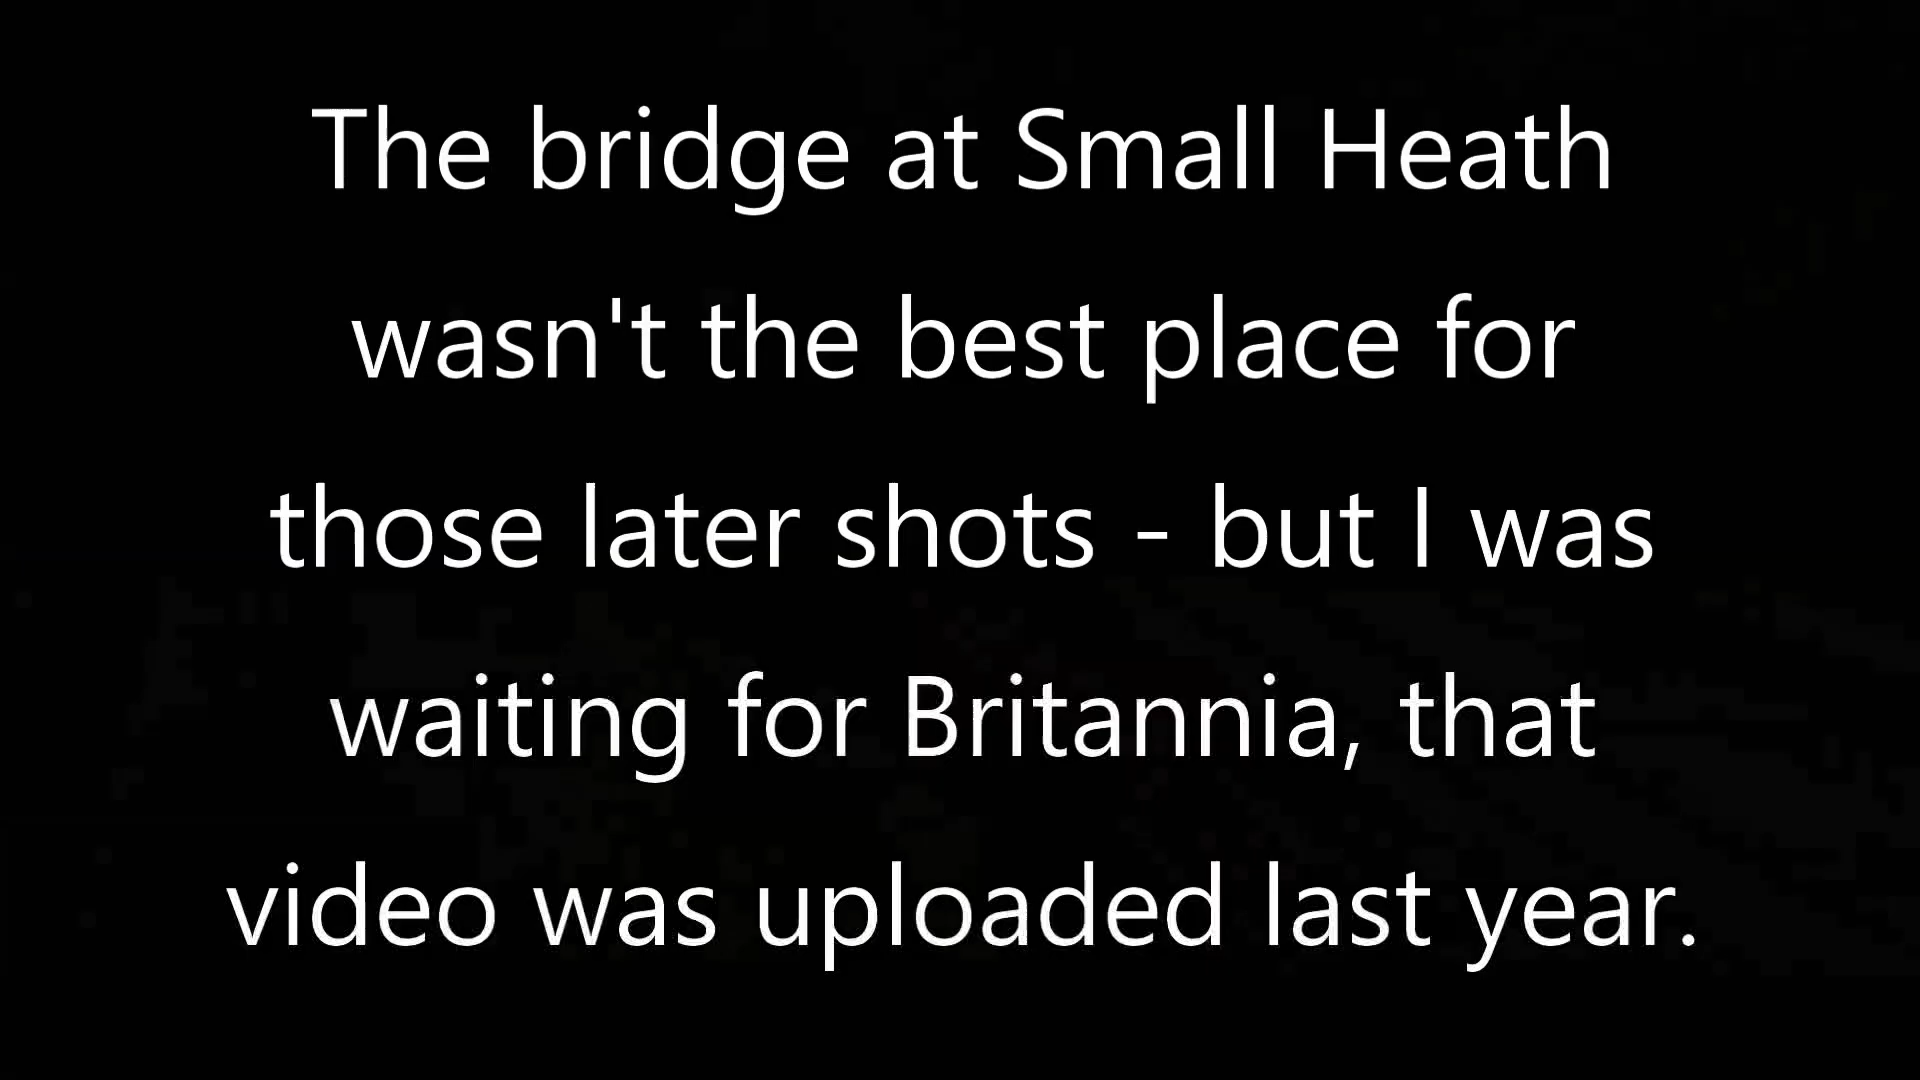 The bridge at Small Heath
wasn't the best place for
those later shots - but I was
waiting for Britannia, that
video was uploaded last year.